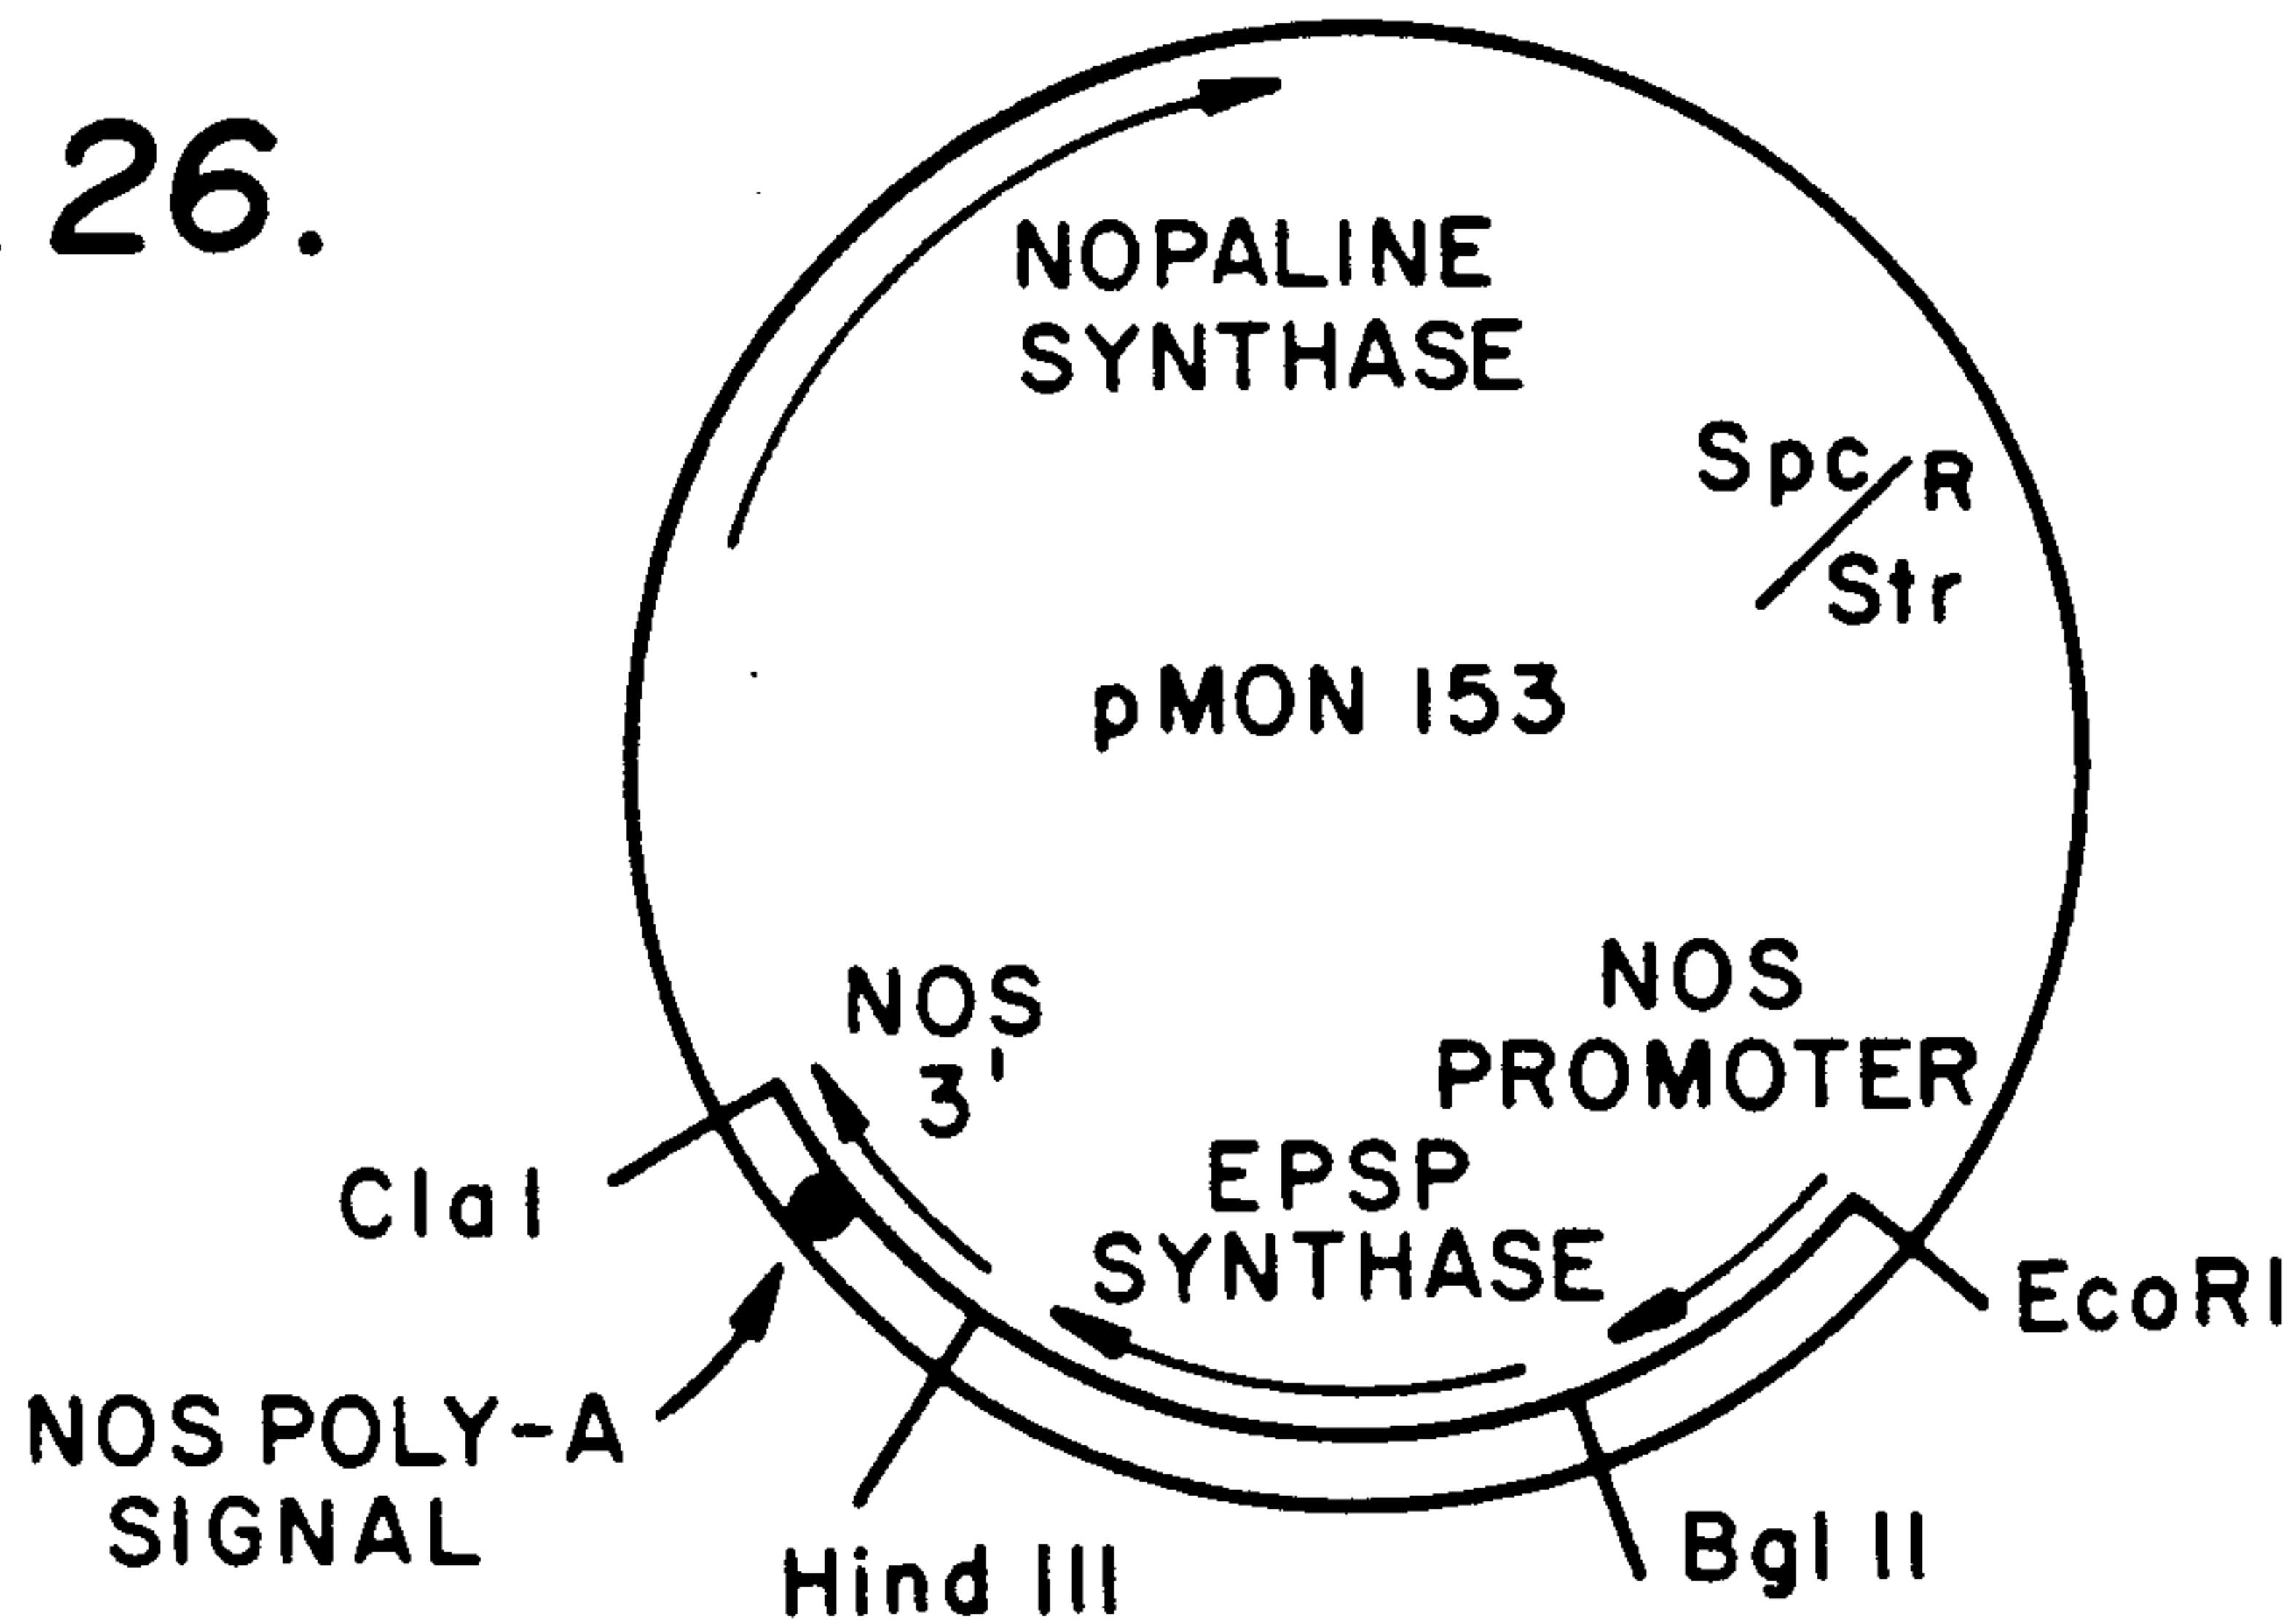 26.
NOPALINE
SYNTHASE
Spc/R
Str
pMON 153
NOS
3'
NOS
PROMOTER
EPSP
SYNTHASE
ClaI
EcoRI
NOS POLY-A
SIGNAL
Hind III
Bgl II